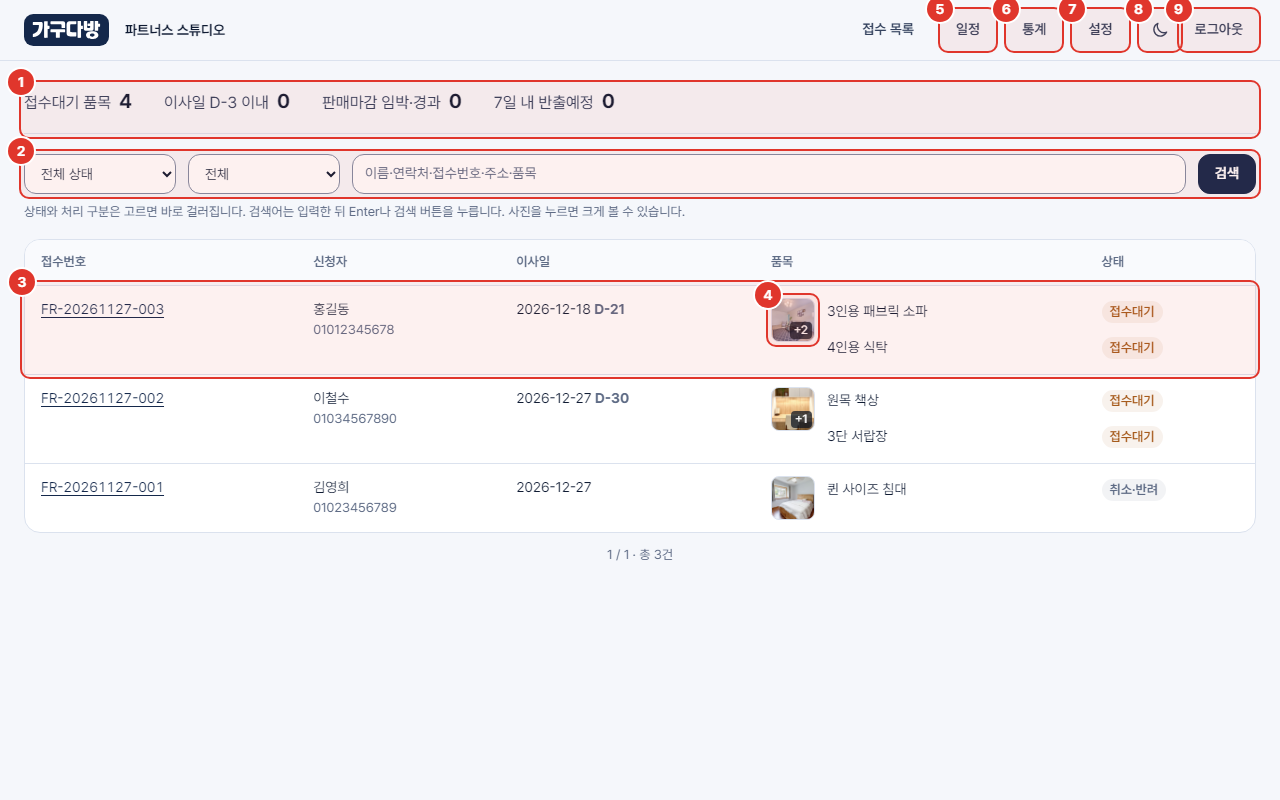 가구다방 파트너스 스튜디오 접수 목록 5 일정 6 통계 7 설정 8 9 로그아웃
1
접수대기 품목 4 이사일 D-3 이내 0 판매마감 임박·경과 0 7일 내 반출예정 0
2
전체 상태 전체 이름·연락처·접수번호·주소·품목 검색
상태와 처리 구분은 고르면 바로 걸러집니다. 검색어는 입력한 뒤 Enter나 검색 버튼을 누릅니다. 사진을 누르면 크게 볼 수 있습니다.
접수번호 신청자 이사일 품목 상태
3 4
FR-20261127-003 홍길동 2026-12-18 D-21 3인용 패브릭 소파 접수대기
01012345678 +2
4인용 식탁 접수대기
FR-20261127-002 이철수 2026-12-27 D-30 원목 책상 접수대기
01034567890 +1
3단 서랍장 접수대기
FR-20261127-001 김영희 2026-12-27 퀸 사이즈 침대 취소·반려
01023456789
1 / 1 · 총 3건